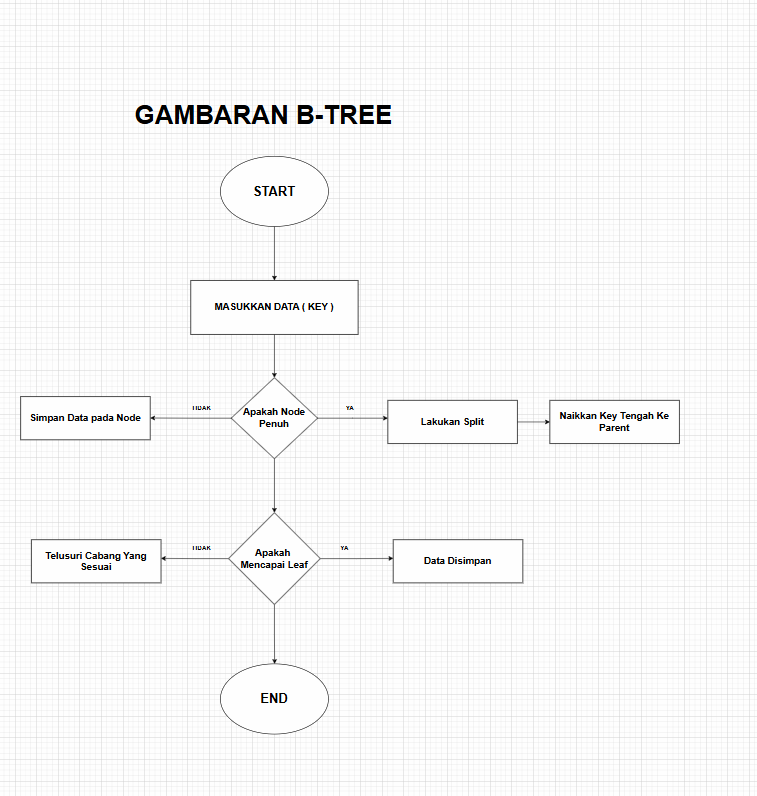 GAMBARAN B-TREE
START
MASUKKAN DATA ( KEY )
TIDAK
Apakah Node
Penuh
YA
Simpan Data pada Node
Lakukan Split
Naikkan Key Tengah Ke
Parent
TIDAK
Apakah
Mencapai Leaf
YA
Telusuri Cabang Yang
Sesuai
Data Disimpan
END